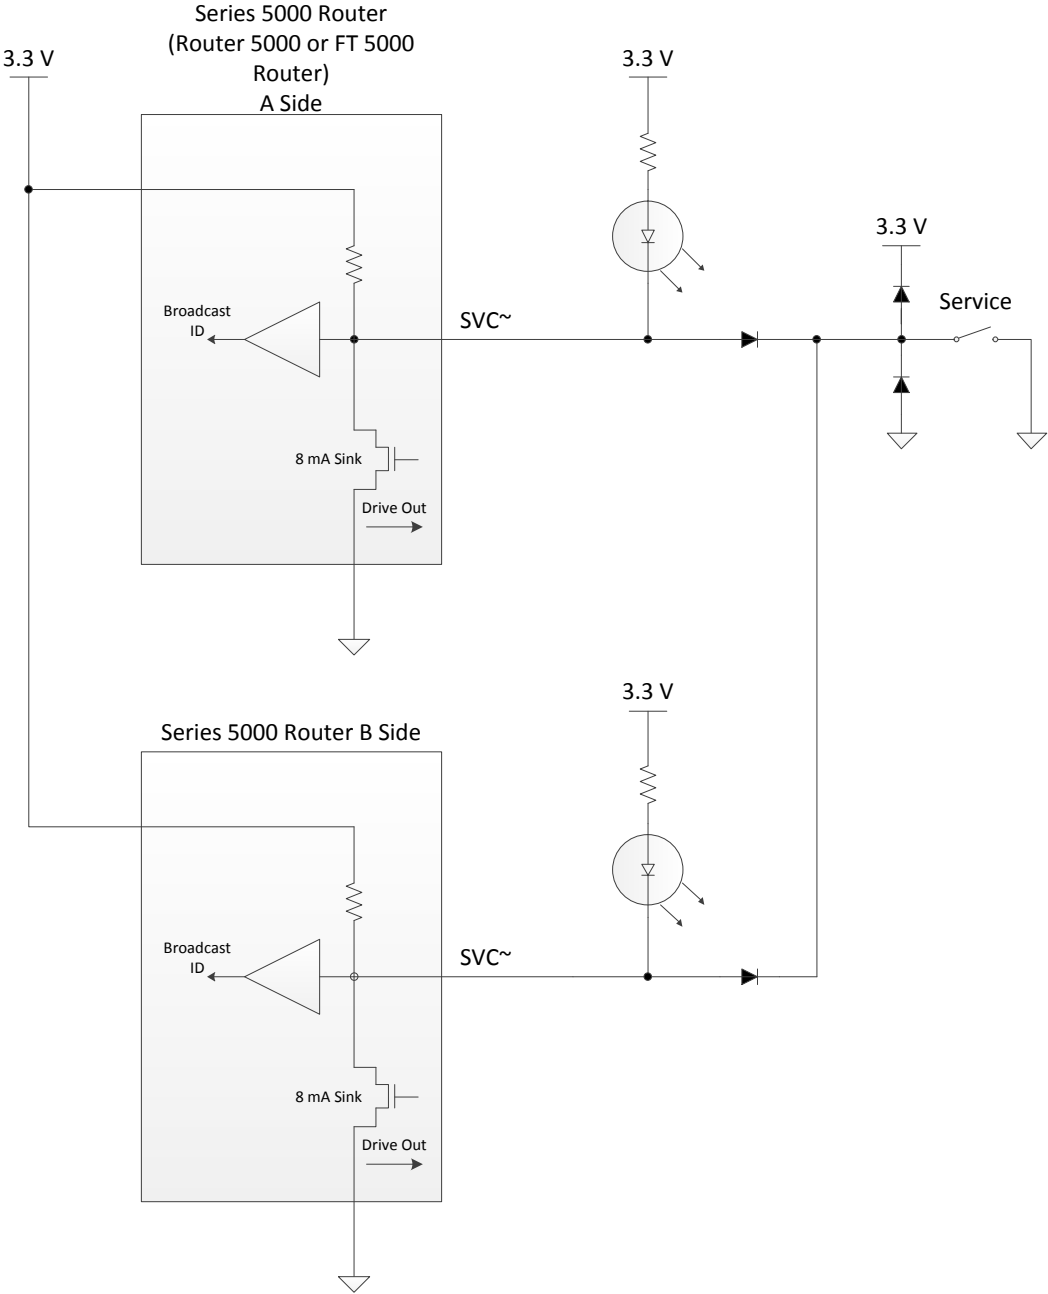 Series 5000 Router
(Router 5000 or FT 5000
Router)
A Side
3.3 V
3.3 V
3.3 V
Service
Broadcast
ID
SVC~
8 mA Sink
Drive Out
3.3 V
Series 5000 Router B Side
Broadcast
ID
SVC~
8 mA Sink
Drive Out